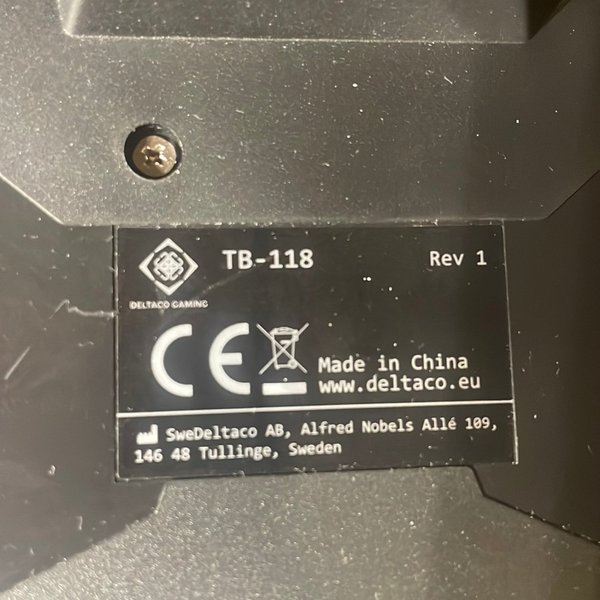 TB-118
Rev 1
DELTACO GAMING
CE
Made in China
www.deltaco.eu
SweDeltaco AB, Alfred Nobels Allé 109,
146 48 Tullinge, Sweden